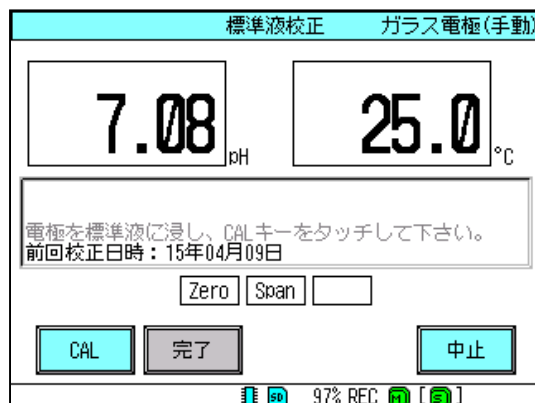 標準液校正 ガラス電極(手動)
7.08 pH 25.0 °C
電極を標準液に浸し、CALキーをタッチして下さい。
前回校正日時：15年04月09日
Zero Span
CAL 完了 中止
SD 97% REC M [S]